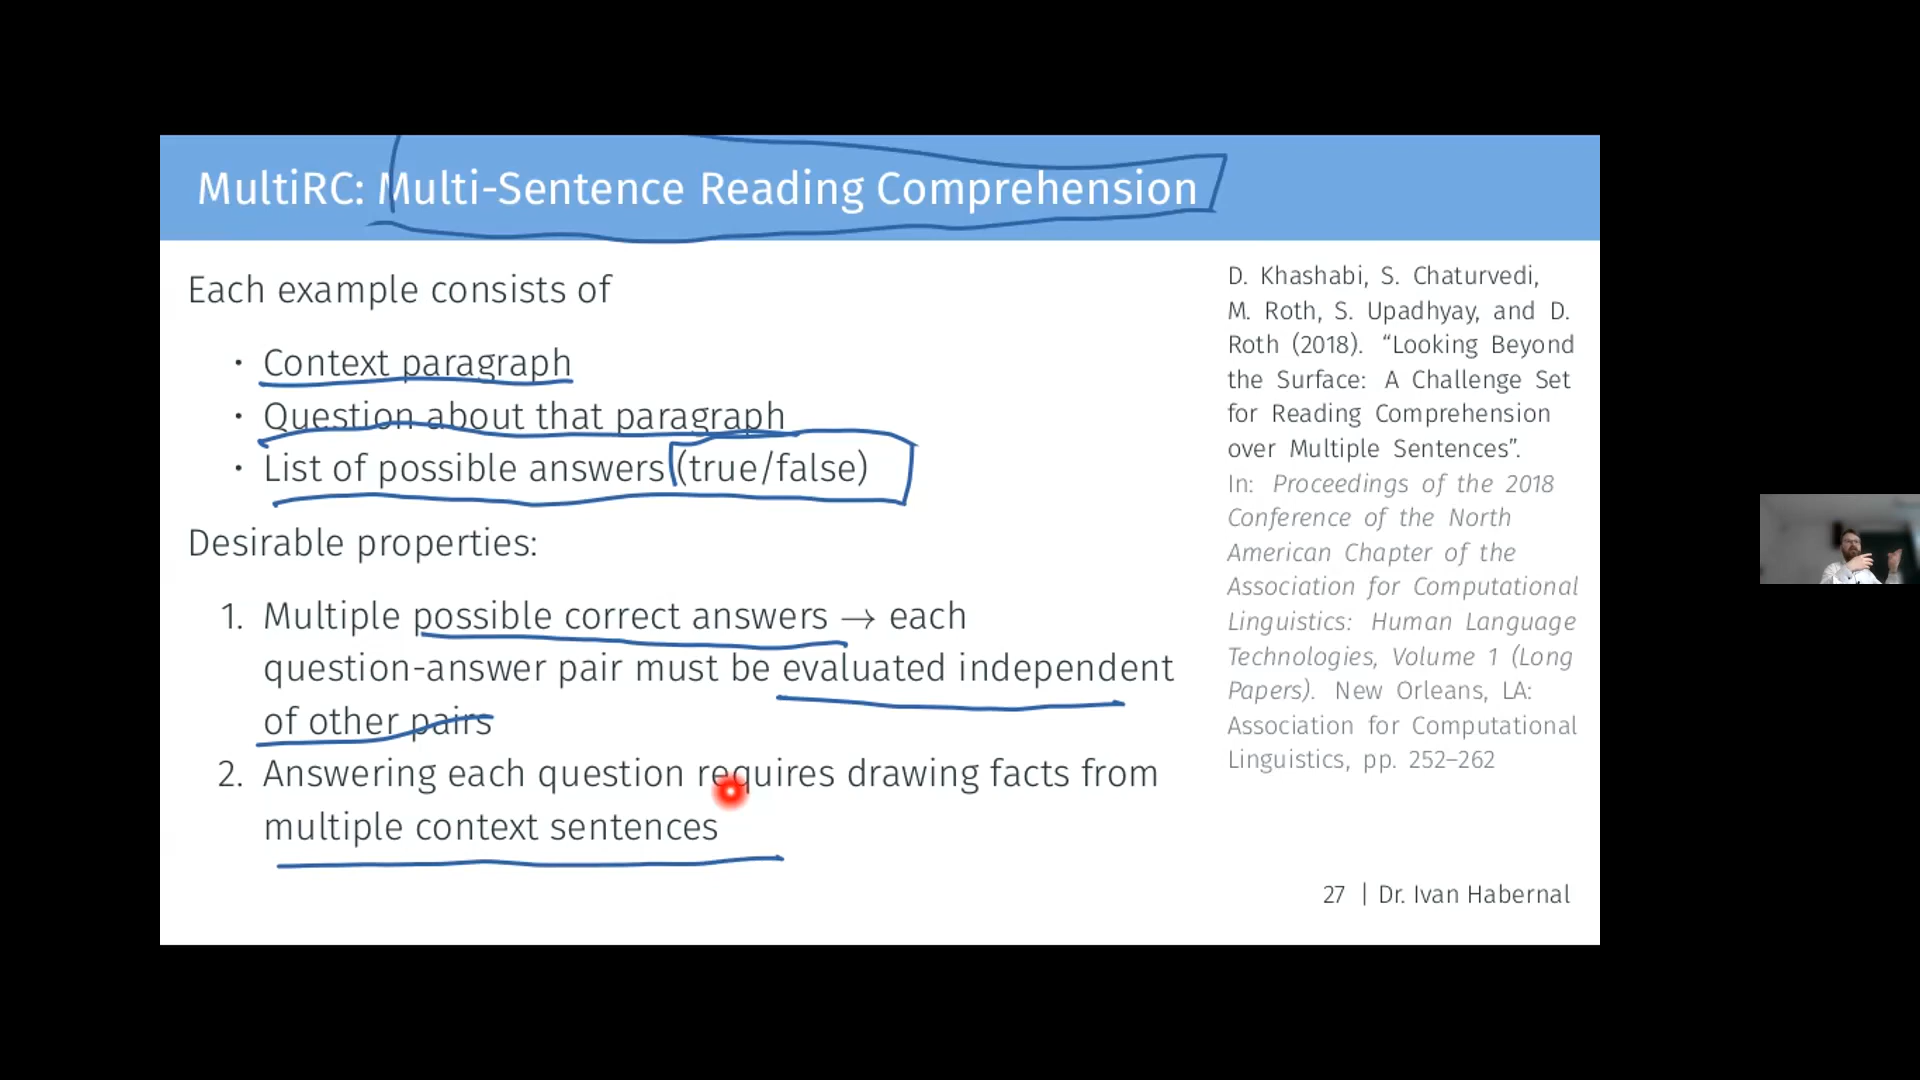 MultiRC: Multi-Sentence Reading Comprehension
Each example consists of
• Context paragraph
• Question about that paragraph
• List of possible answers (true/false)
Desirable properties:
1. Multiple possible correct answers → each
question-answer pair must be evaluated independent
of other pairs
2. Answering each question requires drawing facts from
multiple context sentences
D. Khashabi, S. Chaturvedi,
M. Roth, S. Upadhyay, and D.
Roth (2018). “Looking Beyond
the Surface: A Challenge Set
for Reading Comprehension
over Multiple Sentences”.
In: Proceedings of the 2018
Conference of the North
American Chapter of the
Association for Computational
Linguistics: Human Language
Technologies, Volume 1 (Long
Papers). New Orleans, LA:
Association for Computational
Linguistics, pp. 252–262
27 | Dr. Ivan Habernal